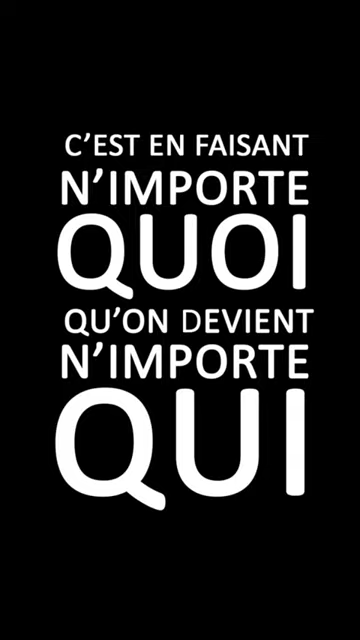 C’EST EN FAISANT
N’IMPORTE
QUOI
QU’ON DEVIENT
N’IMPORTE
QUI